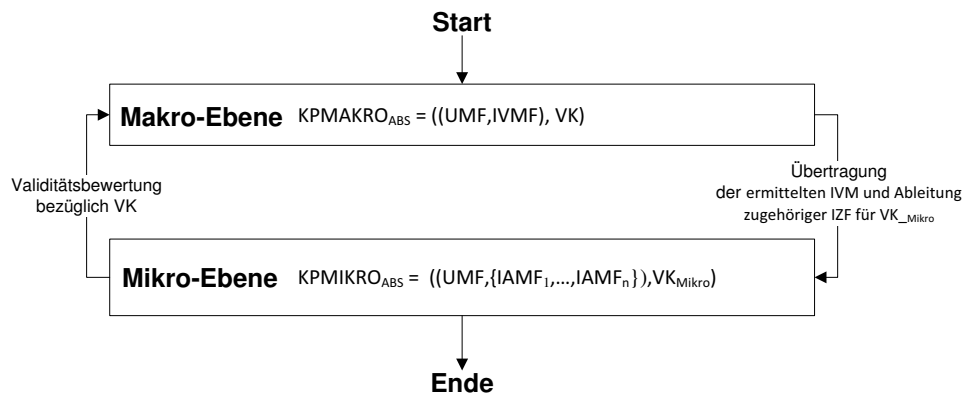 Start
Makro-Ebene KPMAKRO_ABS = ((UMF,IVMF), VK)
Validitätsbewertung
bezüglich VK
Übertragung
der ermittelten IVM und Ableitung
zugehöriger IZF für VK__Mikro
Mikro-Ebene KPMIKRO_ABS = ((UMF,{IAMF_1,...,IAMF_n}),VK_Mikro)
Ende